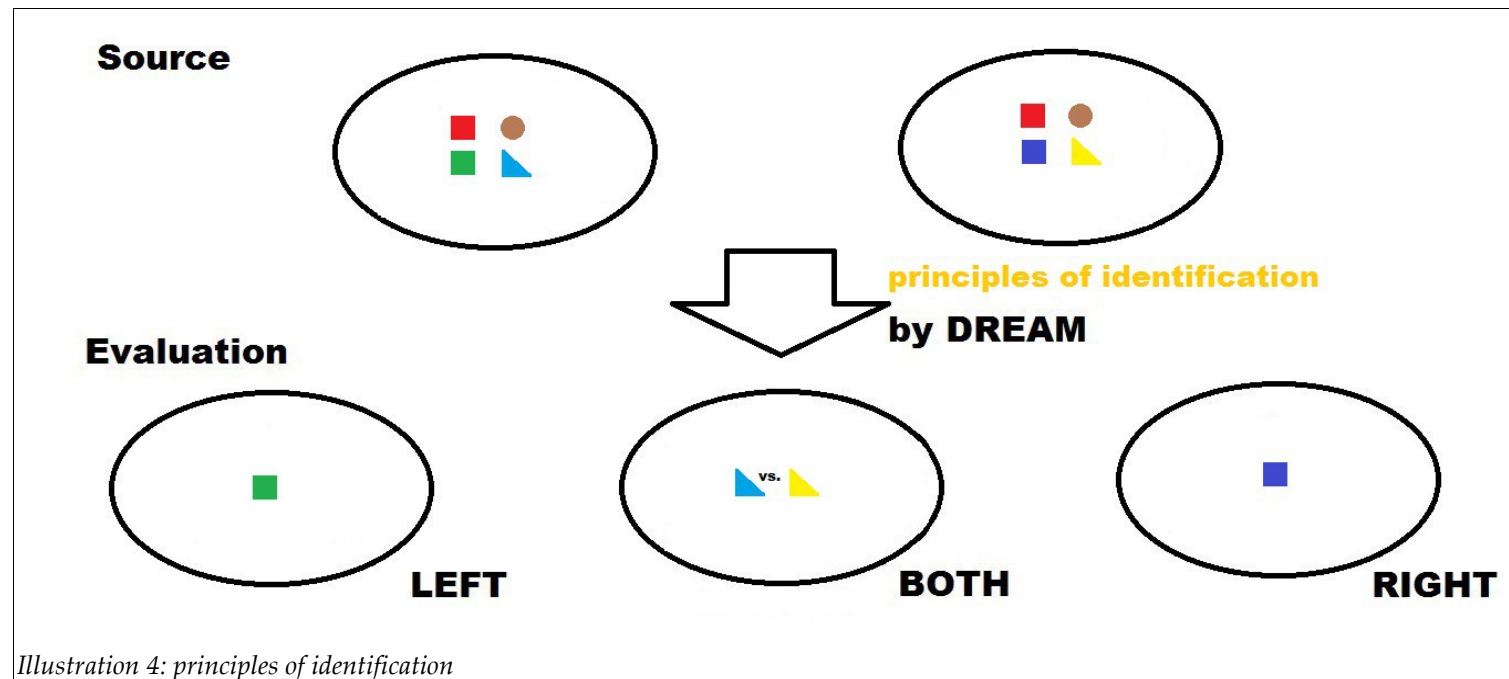 Source
principles of identification
by DREAM
Evaluation
vs.
LEFT
BOTH
RIGHT
Illustration 4: principles of identification